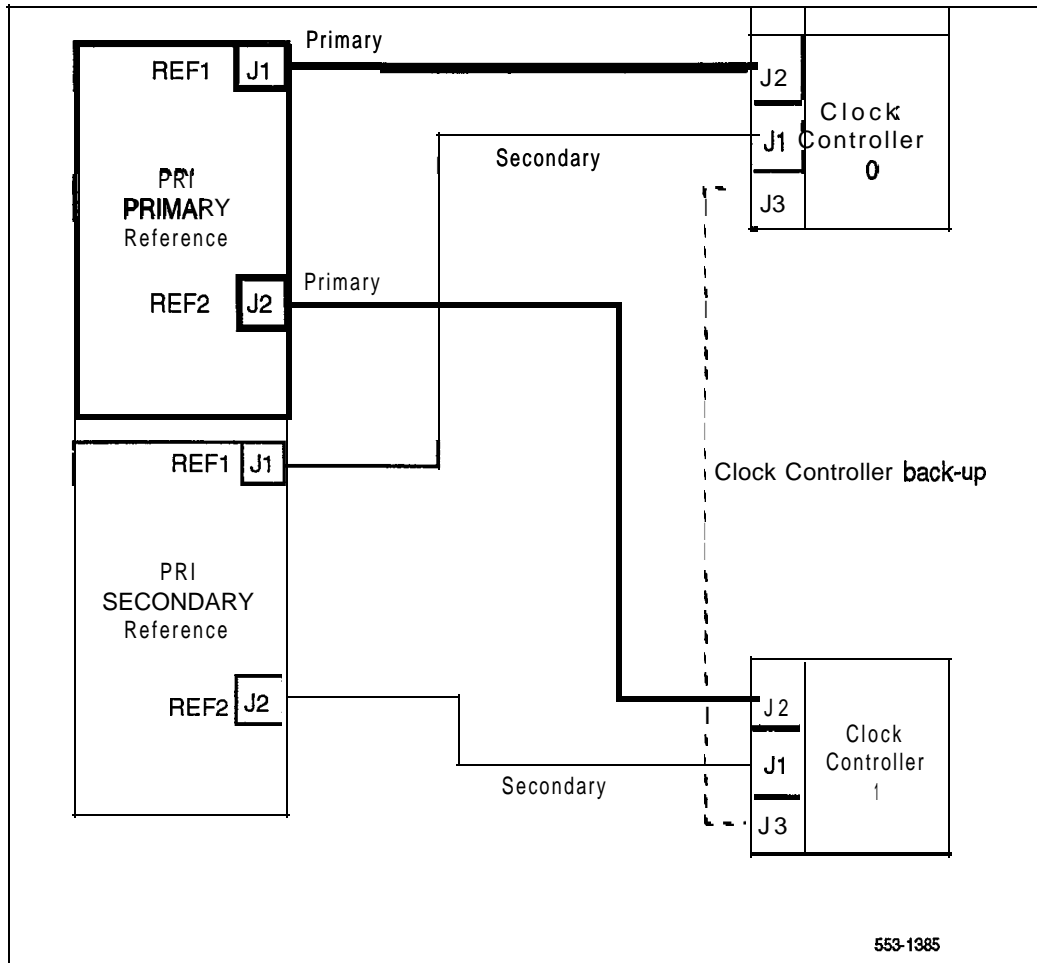 Primary
REF1 J1
J2
Clock
Controller
0
J1
J3
Secondary
PRI
PRIMARY
Reference
Primary
REF2 J2
REF1 J1
Clock Controller back-up
PRI
SECONDARY
Reference
REF2 J2
Secondary
J2
J1
J3
Clock
Controller
1
553-1385